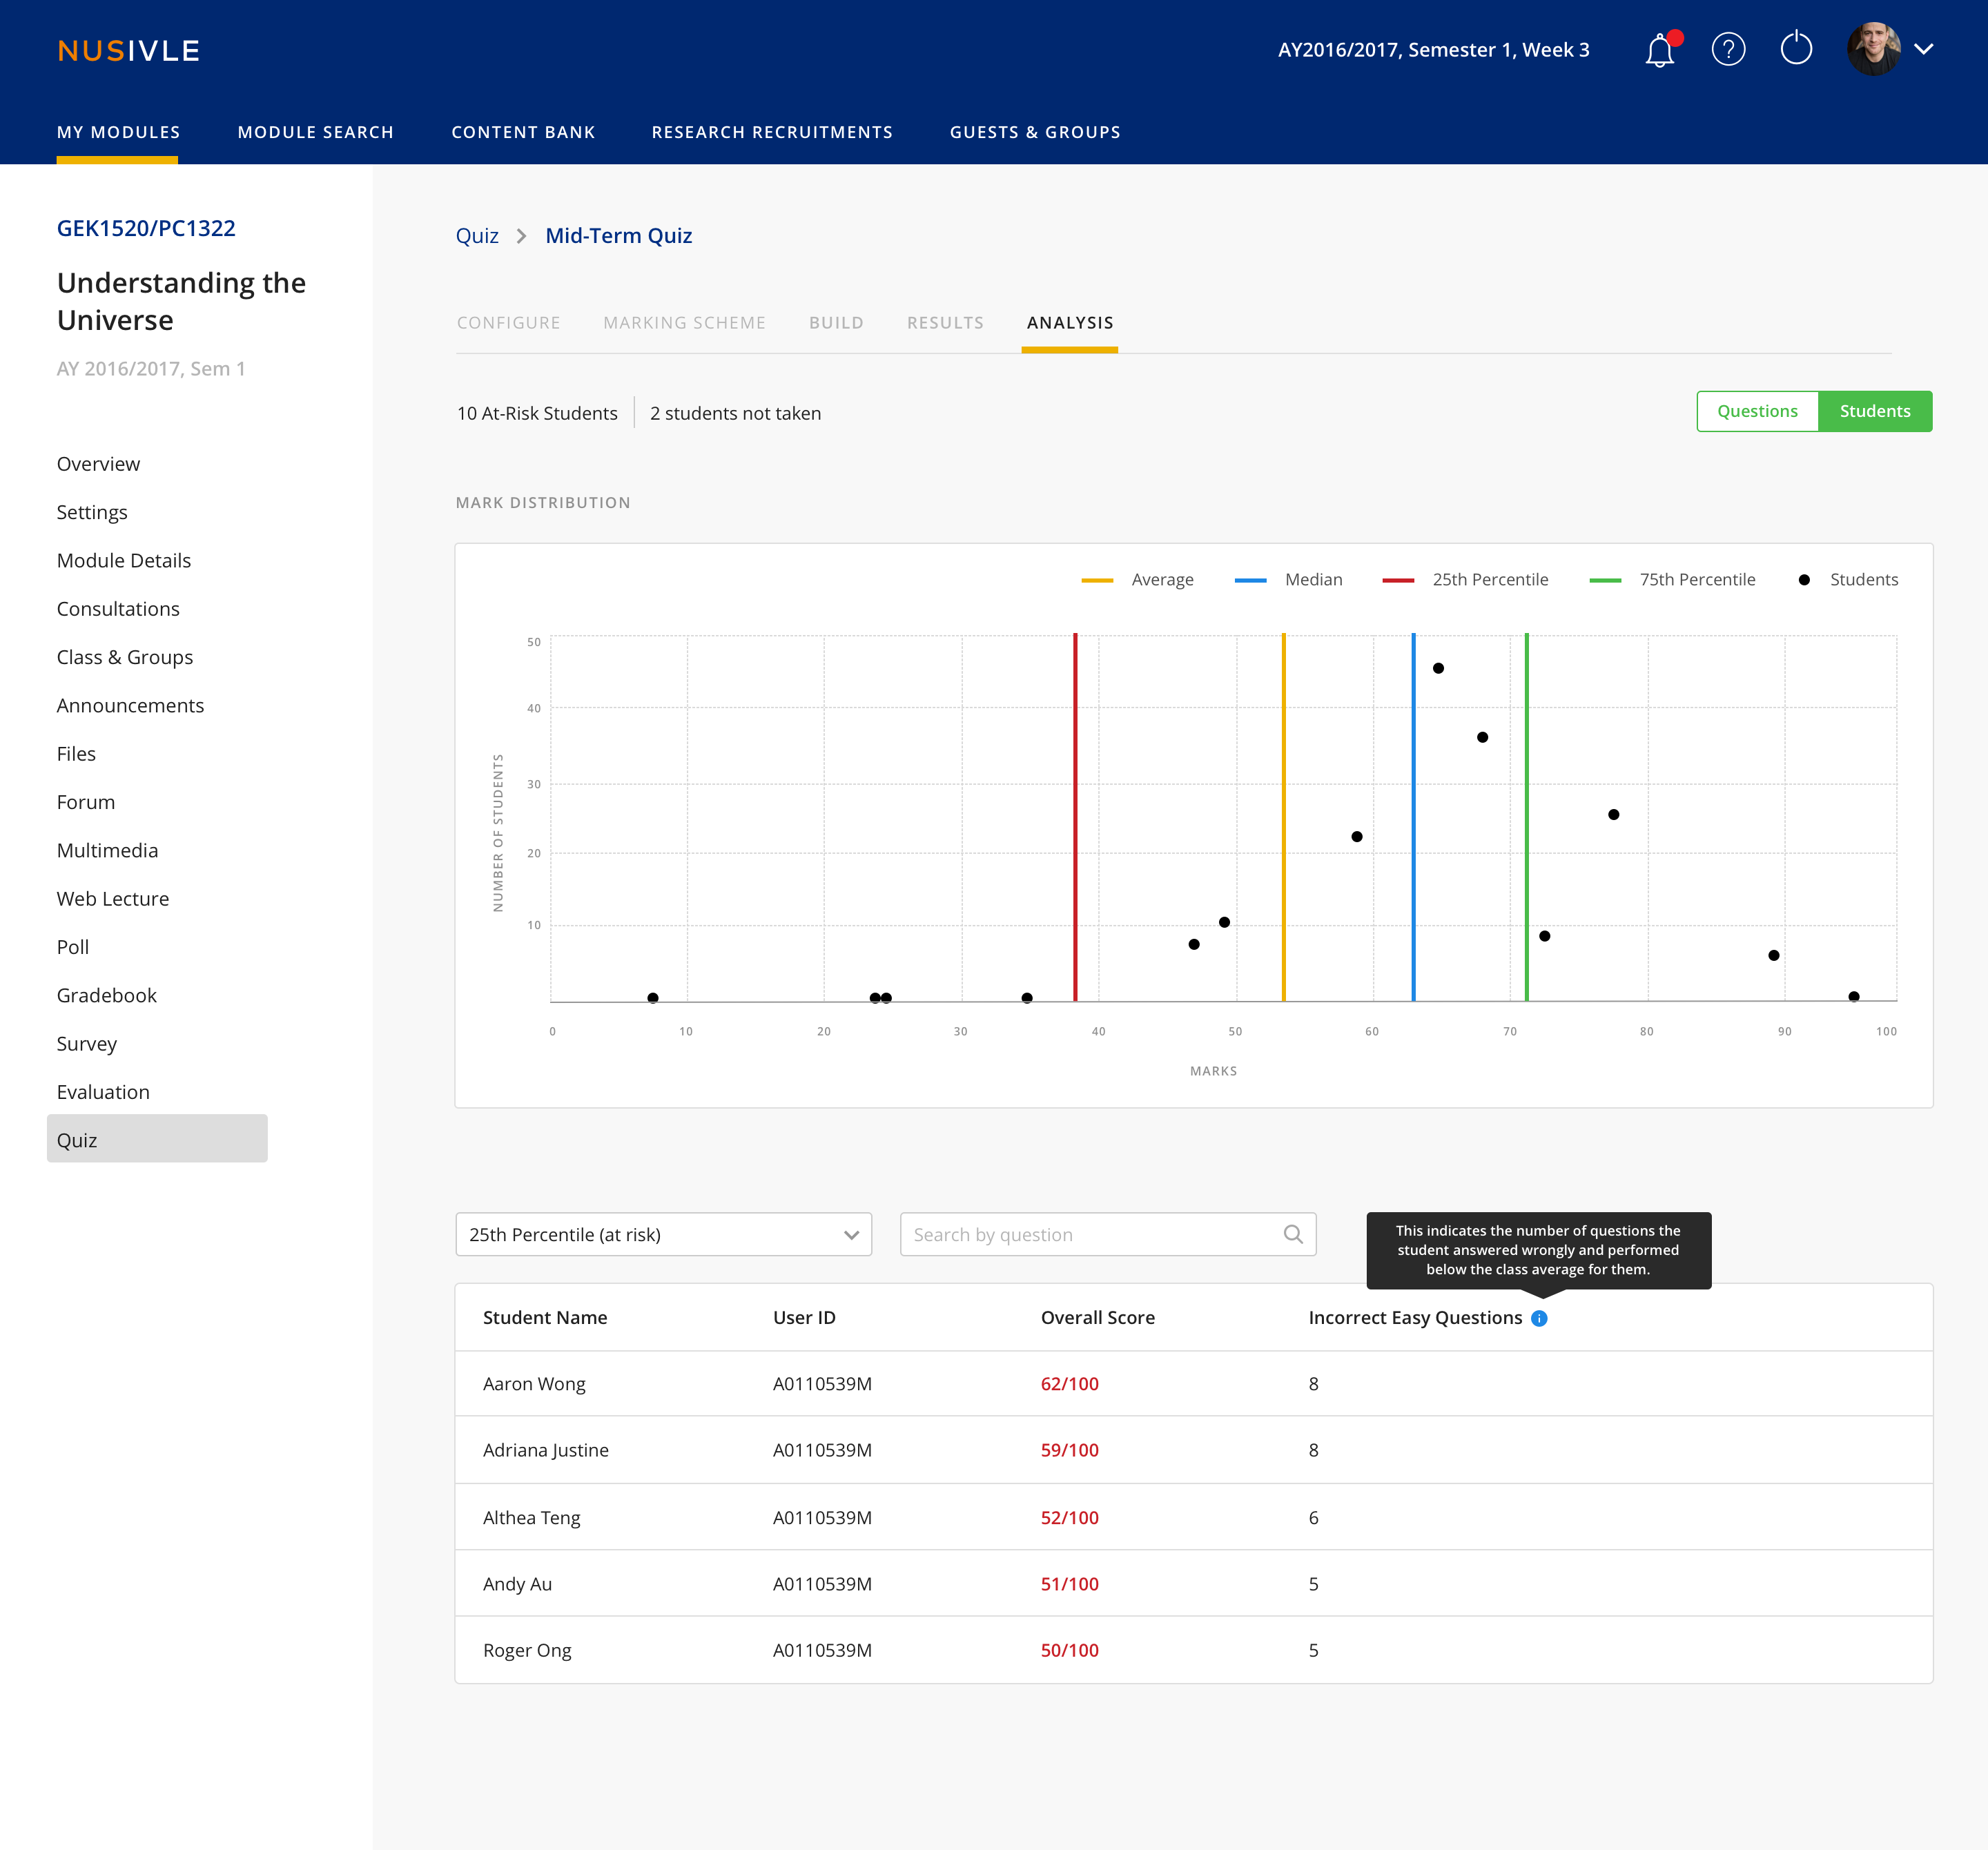 NUSIVLE
AY2016/2017, Semester 1, Week 3
MY MODULES
MODULE SEARCH
CONTENT BANK
RESEARCH RECRUITMENTS
GUESTS & GROUPS
GEK1520/PC1322
Understanding the
Universe
AY 2016/2017, Sem 1
Overview
Settings
Module Details
Consultations
Class & Groups
Announcements
Files
Forum
Multimedia
Web Lecture
Poll
Gradebook
Survey
Evaluation
Quiz
Quiz > Mid-Term Quiz
CONFIGURE
MARKING SCHEME
BUILD
RESULTS
ANALYSIS
10 At-Risk Students
2 students not taken
Questions
Students
MARK DISTRIBUTION
Average
Median
25th Percentile
75th Percentile
Students
NUMBER OF STUDENTS
50
40
30
20
10
0 10 20 30 40 50 60 70 80 90 100
MARKS
25th Percentile (at risk)
Search by question
This indicates the number of questions the
student answered wrongly and performed
below the class average for them.
Student Name User ID Overall Score Incorrect Easy Questions i
Aaron Wong A0110539M 62/100 8
Adriana Justine A0110539M 59/100 8
Althea Teng A0110539M 52/100 6
Andy Au A0110539M 51/100 5
Roger Ong A0110539M 50/100 5